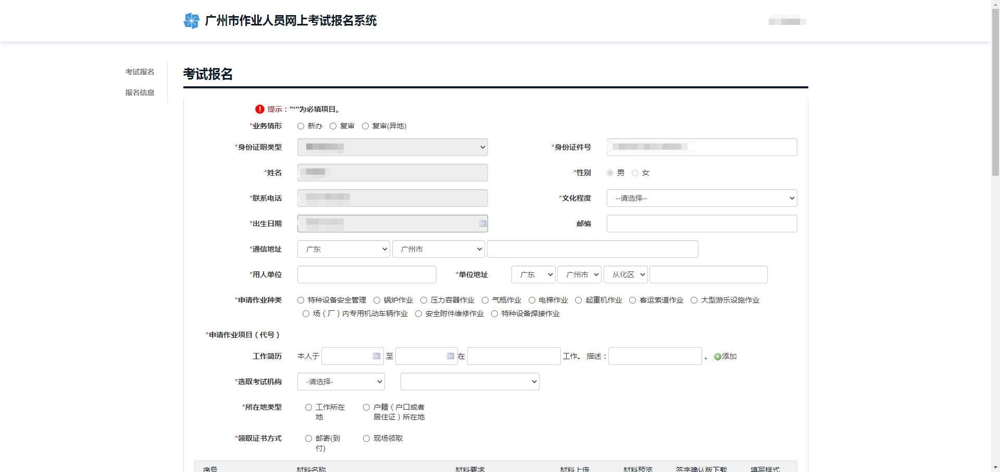 广州市作业人员网上考试报名系统
考试报名
报名信息
考试报名
提示："*"为必填项目。
*业务情形 新办 复审 复审(异地)
*身份证明类型 *身份证件号
*姓名 *性别 男 女
*联系电话 *文化程度 --请选择--
*出生日期 邮编
*通信地址 广东 广州市
*用人单位 *单位地址 广东 广州市 从化区
*申请作业种类 特种设备安全管理 锅炉作业 压力容器作业 气瓶作业 电梯作业 起重机作业 客运索道作业 大型游乐设施作业
场（厂）内专用机动车辆作业 安全附件维修作业 特种设备焊接作业
*申请作业项目（代号）
工作简历 本人于 至 在 工作。 描述： 。 添加
*选取考试机构 -请选择-
*所在地类型 工作所在地 户籍（户口或者居住证）所在地
*领取证书方式 邮寄(到付) 现场领取
序号 材料名称 材料要求 材料上传 材料预览 签字确认版下载 填写样式